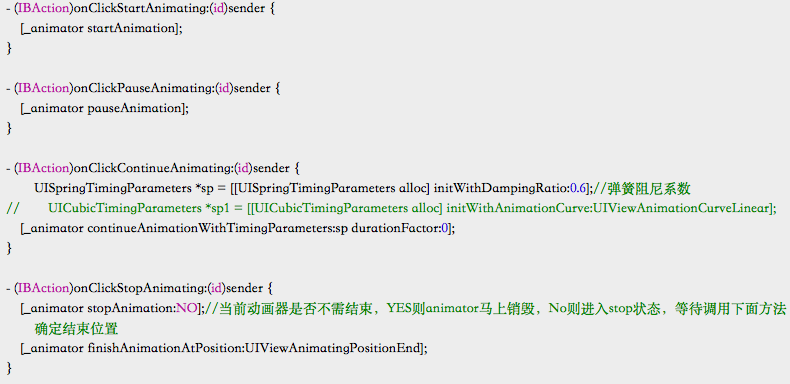 - (IBAction)onClickStartAnimating:(id)sender {
[_animator startAnimation];
}
- (IBAction)onClickPauseAnimating:(id)sender {
[_animator pauseAnimation];
}
- (IBAction)onClickContinueAnimating:(id)sender {
UISpringTimingParameters *sp = [[UISpringTimingParameters alloc] initWithDampingRatio:0.6];//弹簧阻尼系数
// UICubicTimingParameters *sp1 = [[UICubicTimingParameters alloc] initWithAnimationCurve:UIViewAnimationCurveLinear];
[_animator continueAnimationWithTimingParameters:sp durationFactor:0];
}
- (IBAction)onClickStopAnimating:(id)sender {
[_animator stopAnimation:NO];//当前动画器是否不需结束，YES则animator马上销毁，No则进入stop状态，等待调用下面方法
确定结束位置
[_animator finishAnimationAtPosition:UIViewAnimatingPositionEnd];
}